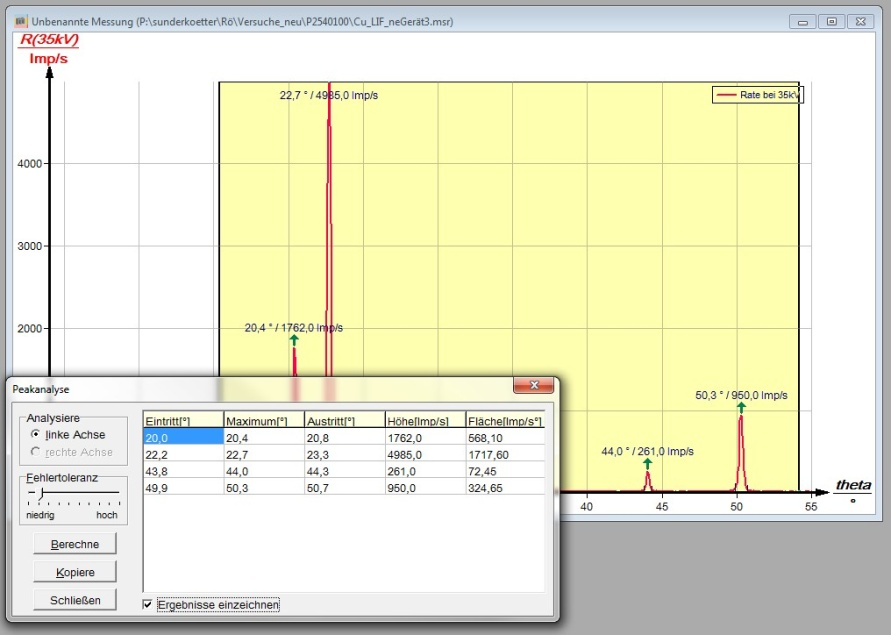 Unbenannte Messung (P:\sunderkoetter\Rö\Versuche_neu\P2540100\Cu_LIF_neGerät3.msr)
R(35kV)
Imp/s
22,7 ° / 4985,0 Imp/s
Rate bei 35kV
4000
3000
20,4 ° / 1762,0 Imp/s
2000
50,3 ° / 950,0 Imp/s
44,0 ° / 261,0 Imp/s
theta
°
40 45 50 55
Peakanalyse
Analysiere
linke Achse
rechte Achse
Fehlertoleranz
niedrig hoch
Berechne
Kopiere
Schließen
Eintritt[°] Maximum[°] Austritt[°] Höhe[Imp/s] Fläche[Imp/s°]
20,0 20,4 20,8 1762,0 568,10
22,2 22,7 23,3 4985,0 1717,60
43,8 44,0 44,3 261,0 72,45
49,9 50,3 50,7 950,0 324,65
Ergebnisse einzeichnen